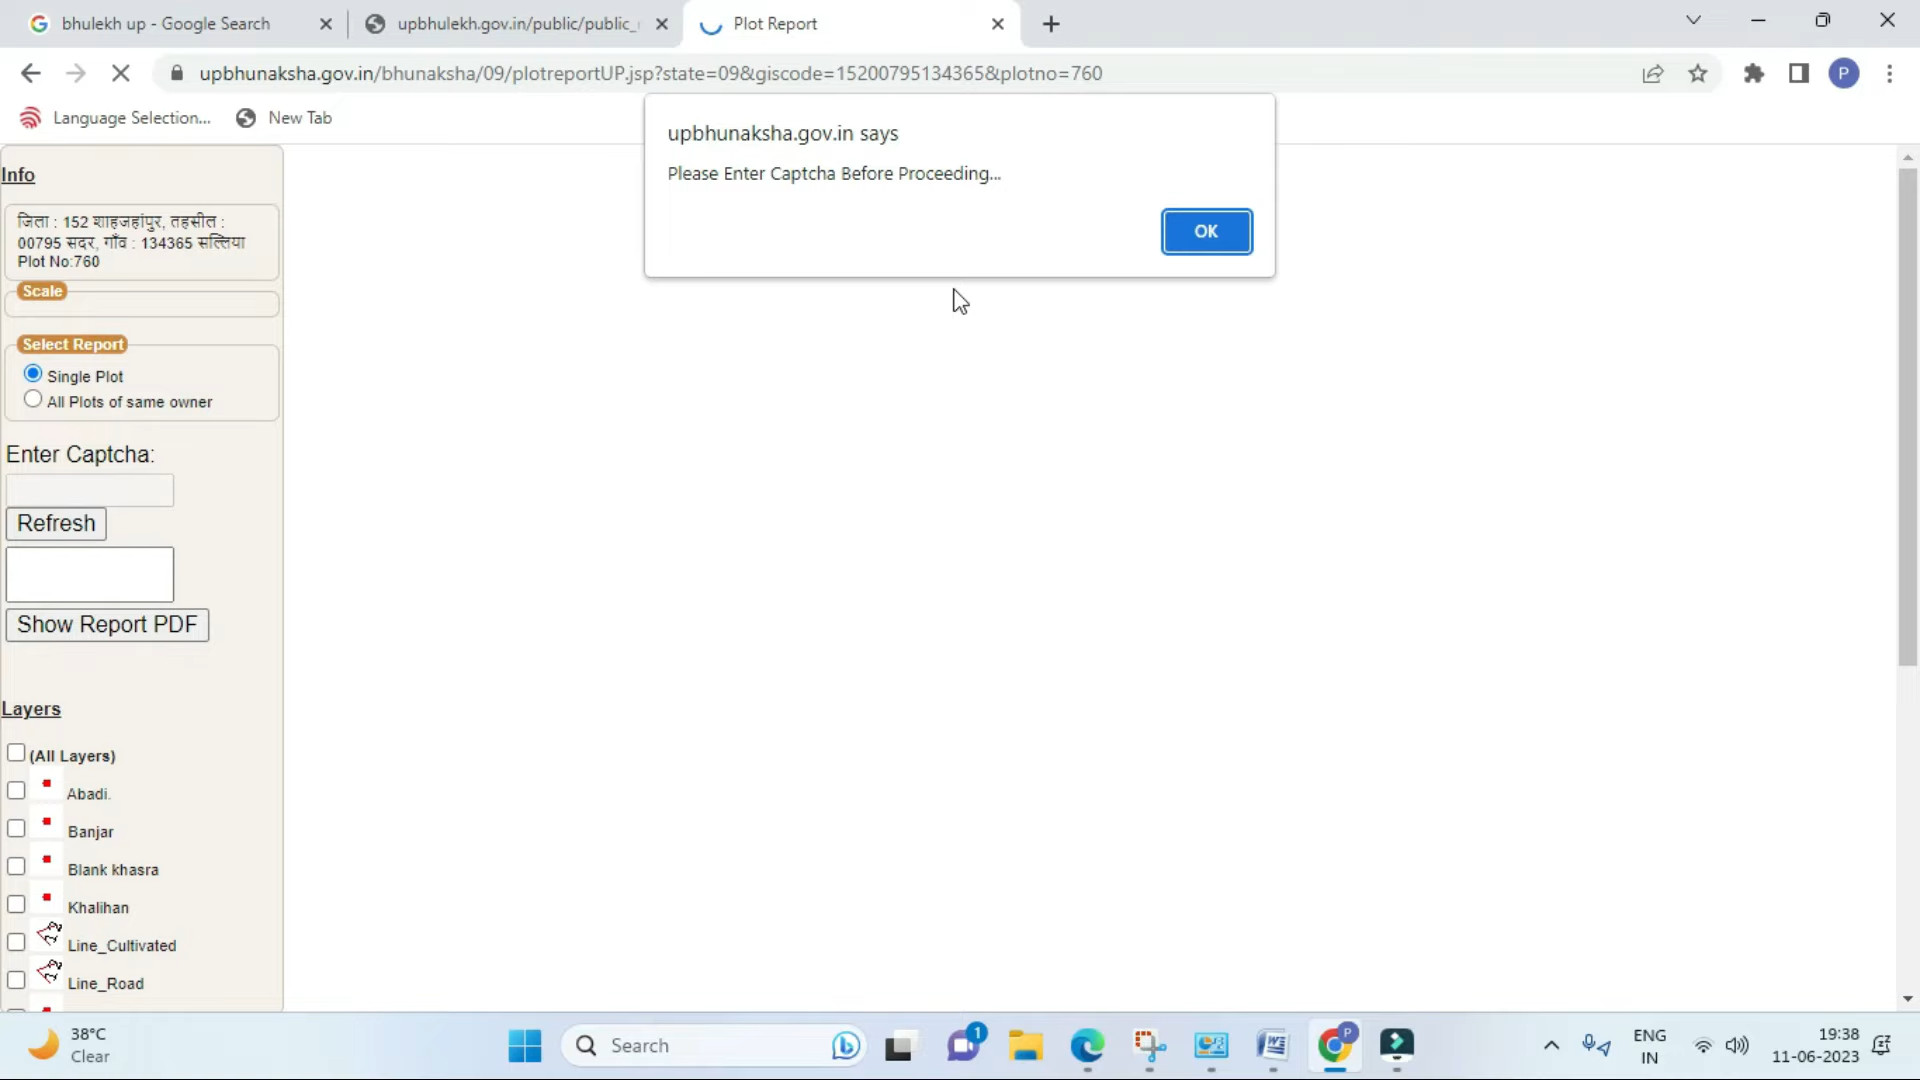 bhulekh up - Google Search
upbhulekh.gov.in/public/public_
Plot Report
upbhunaksha.gov.in/bhunaksha/09/plotreportUP.jsp?state=09&giscode=15200795134365&plotno=760
P
Language Selection...
New Tab
upbhunaksha.gov.in says
Please Enter Captcha Before Proceeding...
OK
Info
जिला : 152 शाहजहांपुर, तहसील :
00795 सदर, गाँव : 134365 सल्लिया
Plot No:760
Scale
Select Report
Single Plot
All Plots of same owner
Enter Captcha:
Refresh
Show Report PDF
Layers
(All Layers)
Abadi.
Banjar
Blank khasra
Khalihan
Line_Cultivated
Line_Road
38°C
Clear
Search
1
P
ENG
IN
19:38
11-06-2023